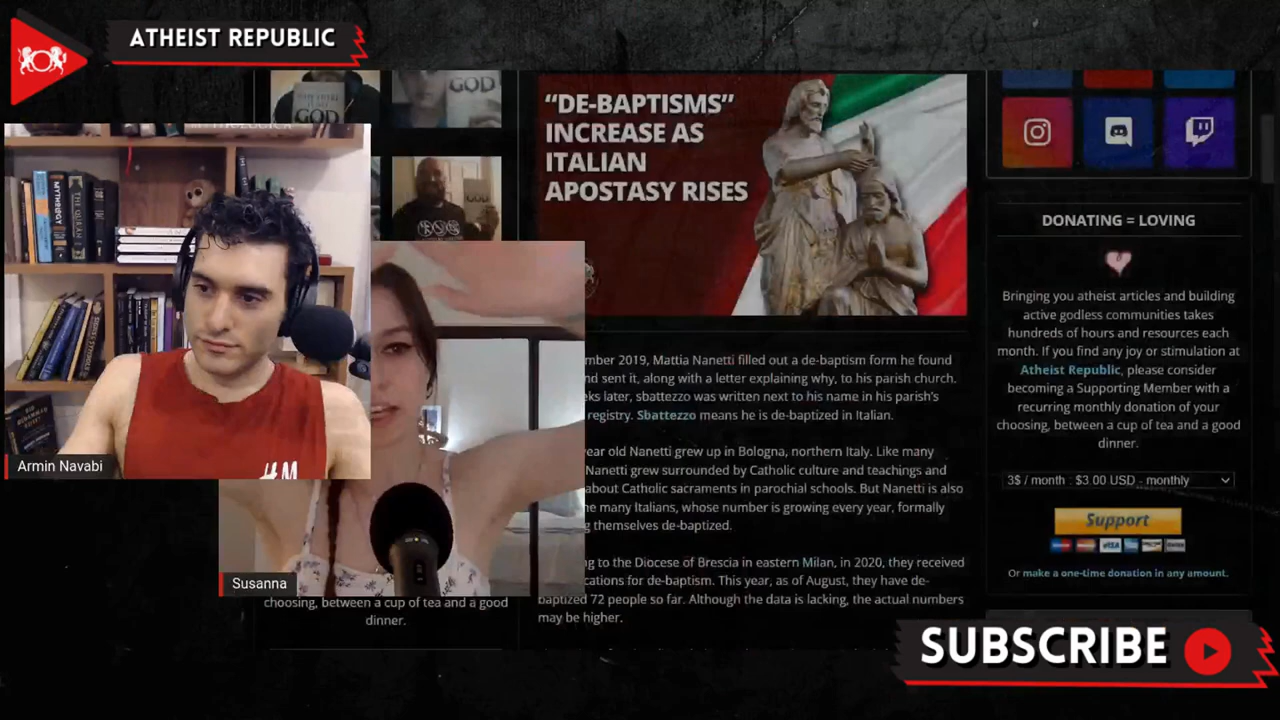 ATHEIST REPUBLIC
GOD
GOD
GOD
MYTHOLOGY
THE QURAN
Armin Navabi
Susanna
choosing, between a cup of tea and a good
dinner.
“DE-BAPTISMS”
INCREASE AS
ITALIAN
APOSTASY RISES
mber 2019, Mattia Nanetti filled out a de-baptism form he found
nd sent it, along with a letter explaining why, to his parish church.
eks later, sbattezzo was written next to his name in his parish's
registry. Sbattezzo means he is de-baptized in Italian.
year old Nanetti grew up in Bologna, northern Italy. Like many
Nanetti grew surrounded by Catholic culture and teachings and
about Catholic sacraments in parochial schools. But Nanetti is also
he many Italians, whose number is growing every year, formally
g themselves de-baptized.
ng to the Diocese of Brescia in eastern Milan, in 2020, they received
cations for de-baptism. This year, as of August, they have de-
baptized 72 people so far. Although the data is lacking, the actual numbers
may be higher.
DONATING = LOVING
Bringing you atheist articles and building
active godless communities takes
hundreds of hours and resources each
month. If you find any joy or stimulation at
Atheist Republic, please consider
becoming a Supporting Member with a
recurring monthly donation of your
choosing, between a cup of tea and a good
dinner.
3$ / month : $3.00 USD - monthly
Support
VISA
Or make a one-time donation in any amount.
SUBSCRIBE